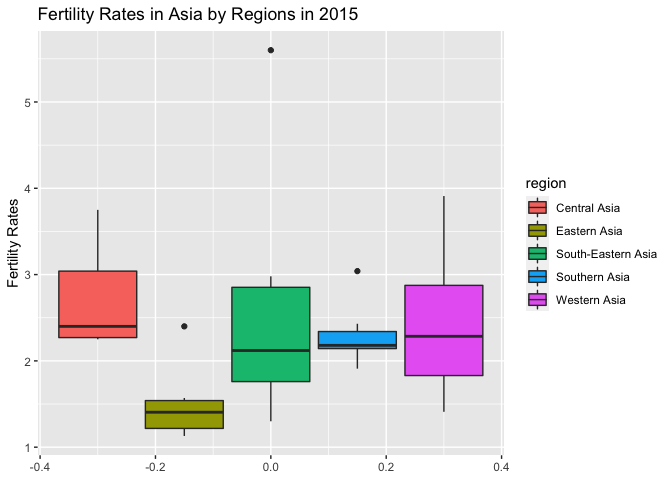 Fertility Rates in Asia by Regions in 2015
Fertility Rates
5
4
3
2
1
-0.4 -0.2 0.0 0.2 0.4
region
Central Asia
Eastern Asia
South-Eastern Asia
Southern Asia
Western Asia